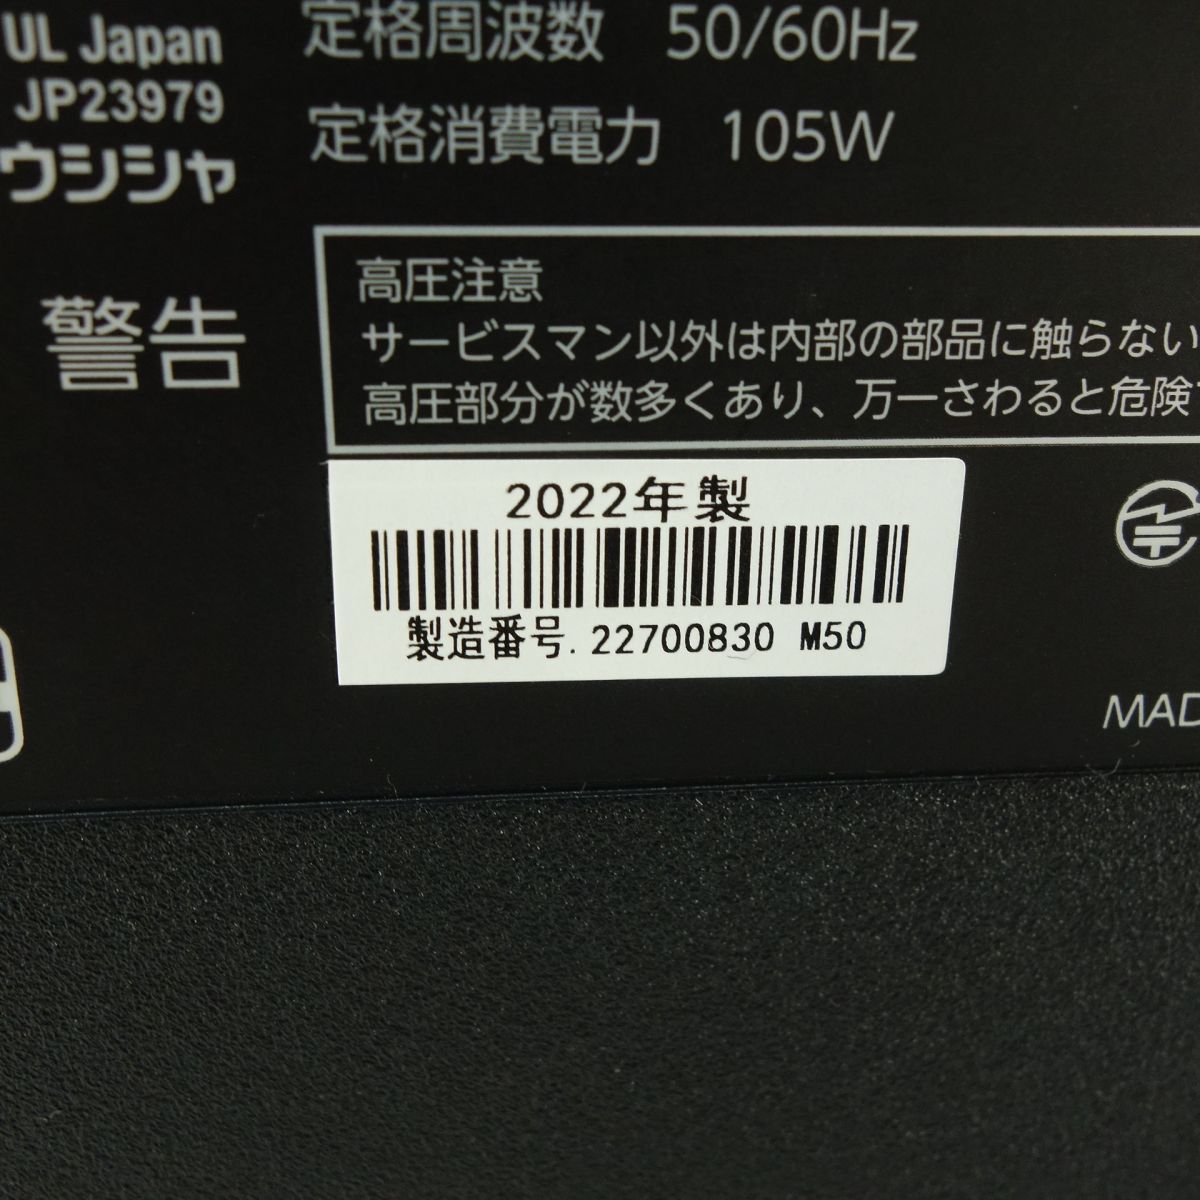 UL Japan
JP23979
ウシシャ
定格周波数 50/60Hz
定格消費電力 105W
警告
高圧注意
サービスマン以外は内部の部品に触らない
高圧部分が数多くあり、万一さわると危険
2022年製
製造番号. 22700830 M50
MAD